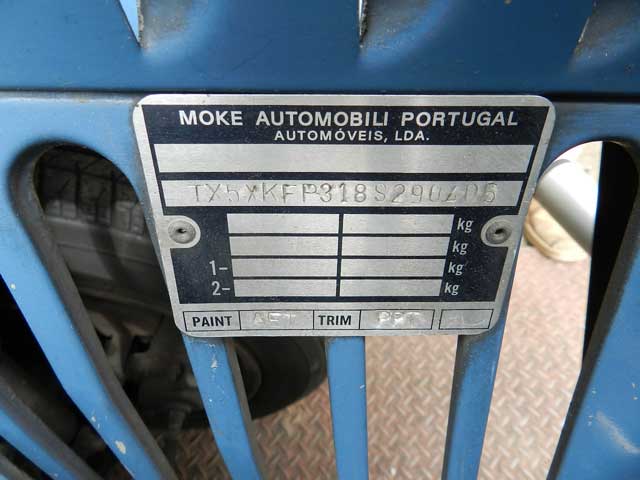 MOKE AUTOMOBILI PORTUGAL
AUTOMÓVEIS, LDA.
kg
kg
1- kg
2- kg
PAINT TRIM